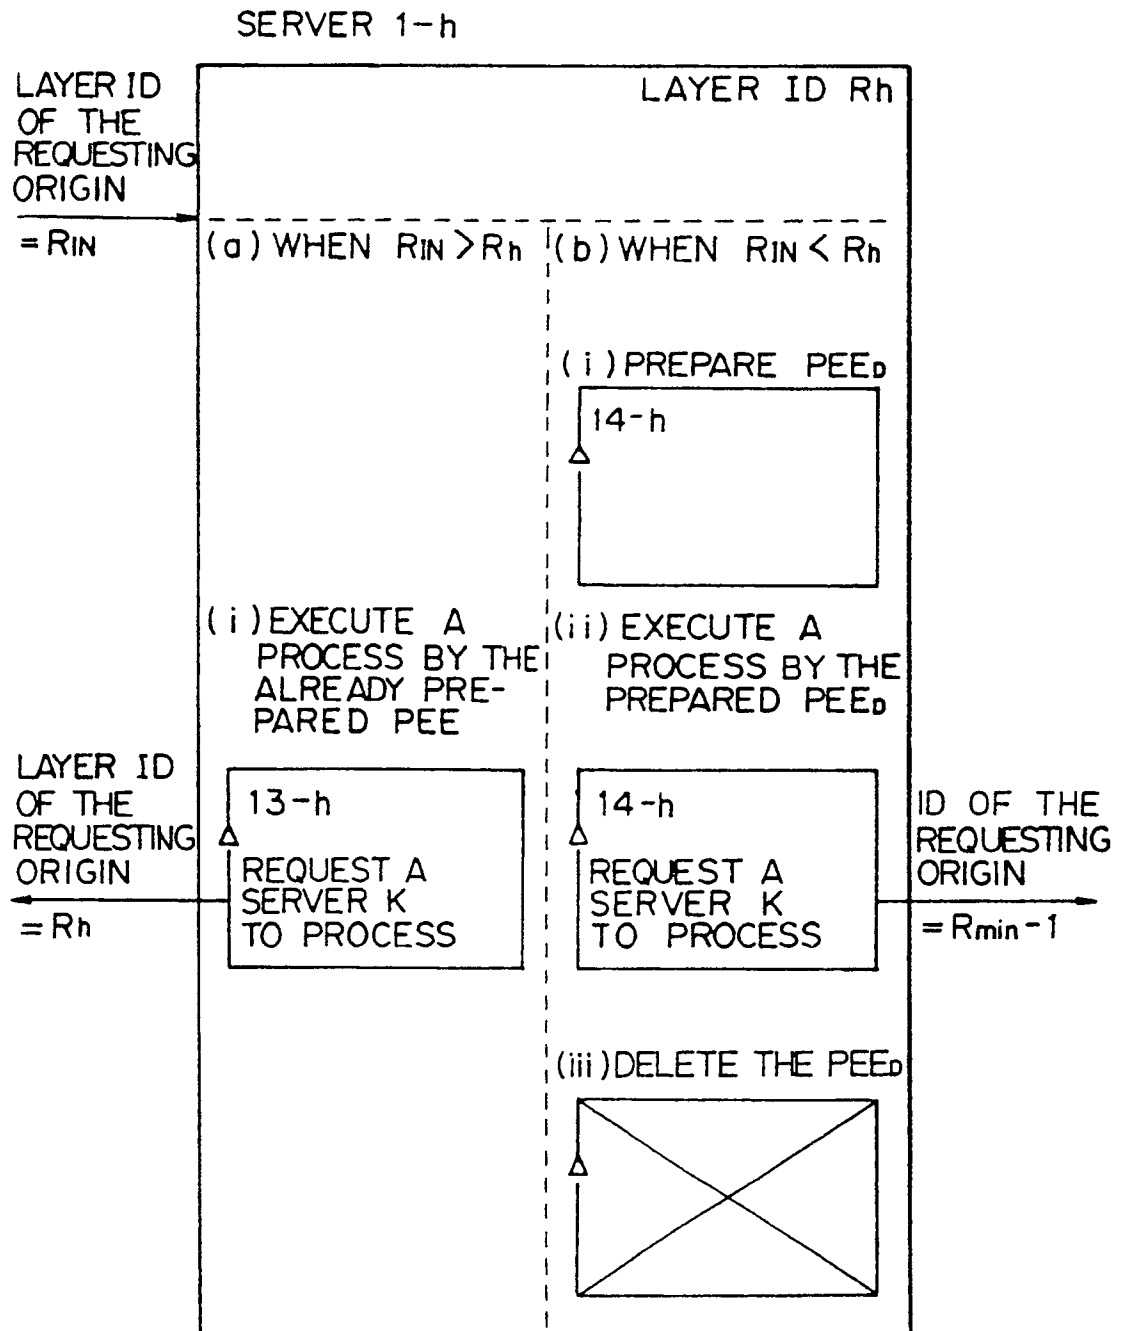 SERVER 1-h
LAYER ID
OF THE
REQUESTING
ORIGIN
= RIN
LAYER ID Rh
(a) WHEN RIN > Rh
(b) WHEN RIN < Rh
(i) PREPARE PEED
14-h
(i) EXECUTE A
PROCESS BY THE
ALREADY PRE-
PARED PEE
(ii) EXECUTE A
PROCESS BY THE
PREPARED PEED
LAYER ID
OF THE
REQUESTING
ORIGIN
= Rh
13-h
REQUEST A
SERVER K
TO PROCESS
14-h
REQUEST A
SERVER K
TO PROCESS
ID OF THE
REQUESTING
ORIGIN
= Rmin-1
(iii) DELETE THE PEED